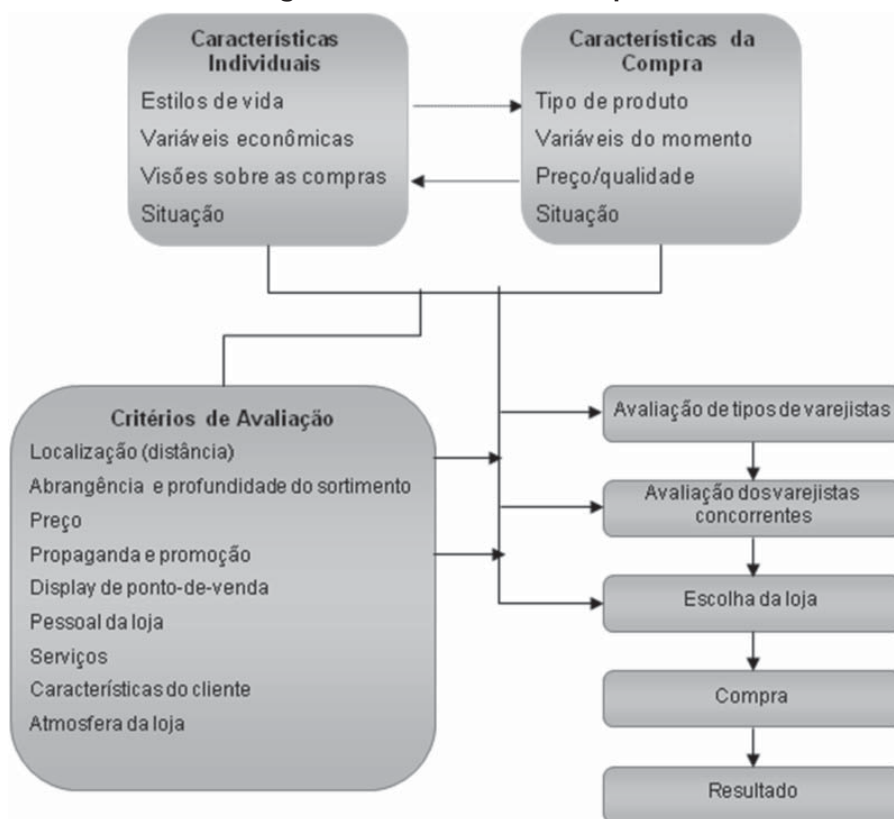 Características
Individuais
Estilos de vida
Variáveis econômicas
Visões sobre as compras
Situação
Características da
Compra
Tipo de produto
Variáveis do momento
Preço/qualidade
Situação
Critérios de Avaliação
Localização (distância)
Abrangência e profundidade do sortimento
Preço
Propaganda e promoção
Display de ponto-de-venda
Pessoal da loja
Serviços
Características do cliente
Atmosfera da loja
Avaliação de tipos de varejistas
Avaliação dosvarejistas
concorrentes
Escolha da loja
Compra
Resultado